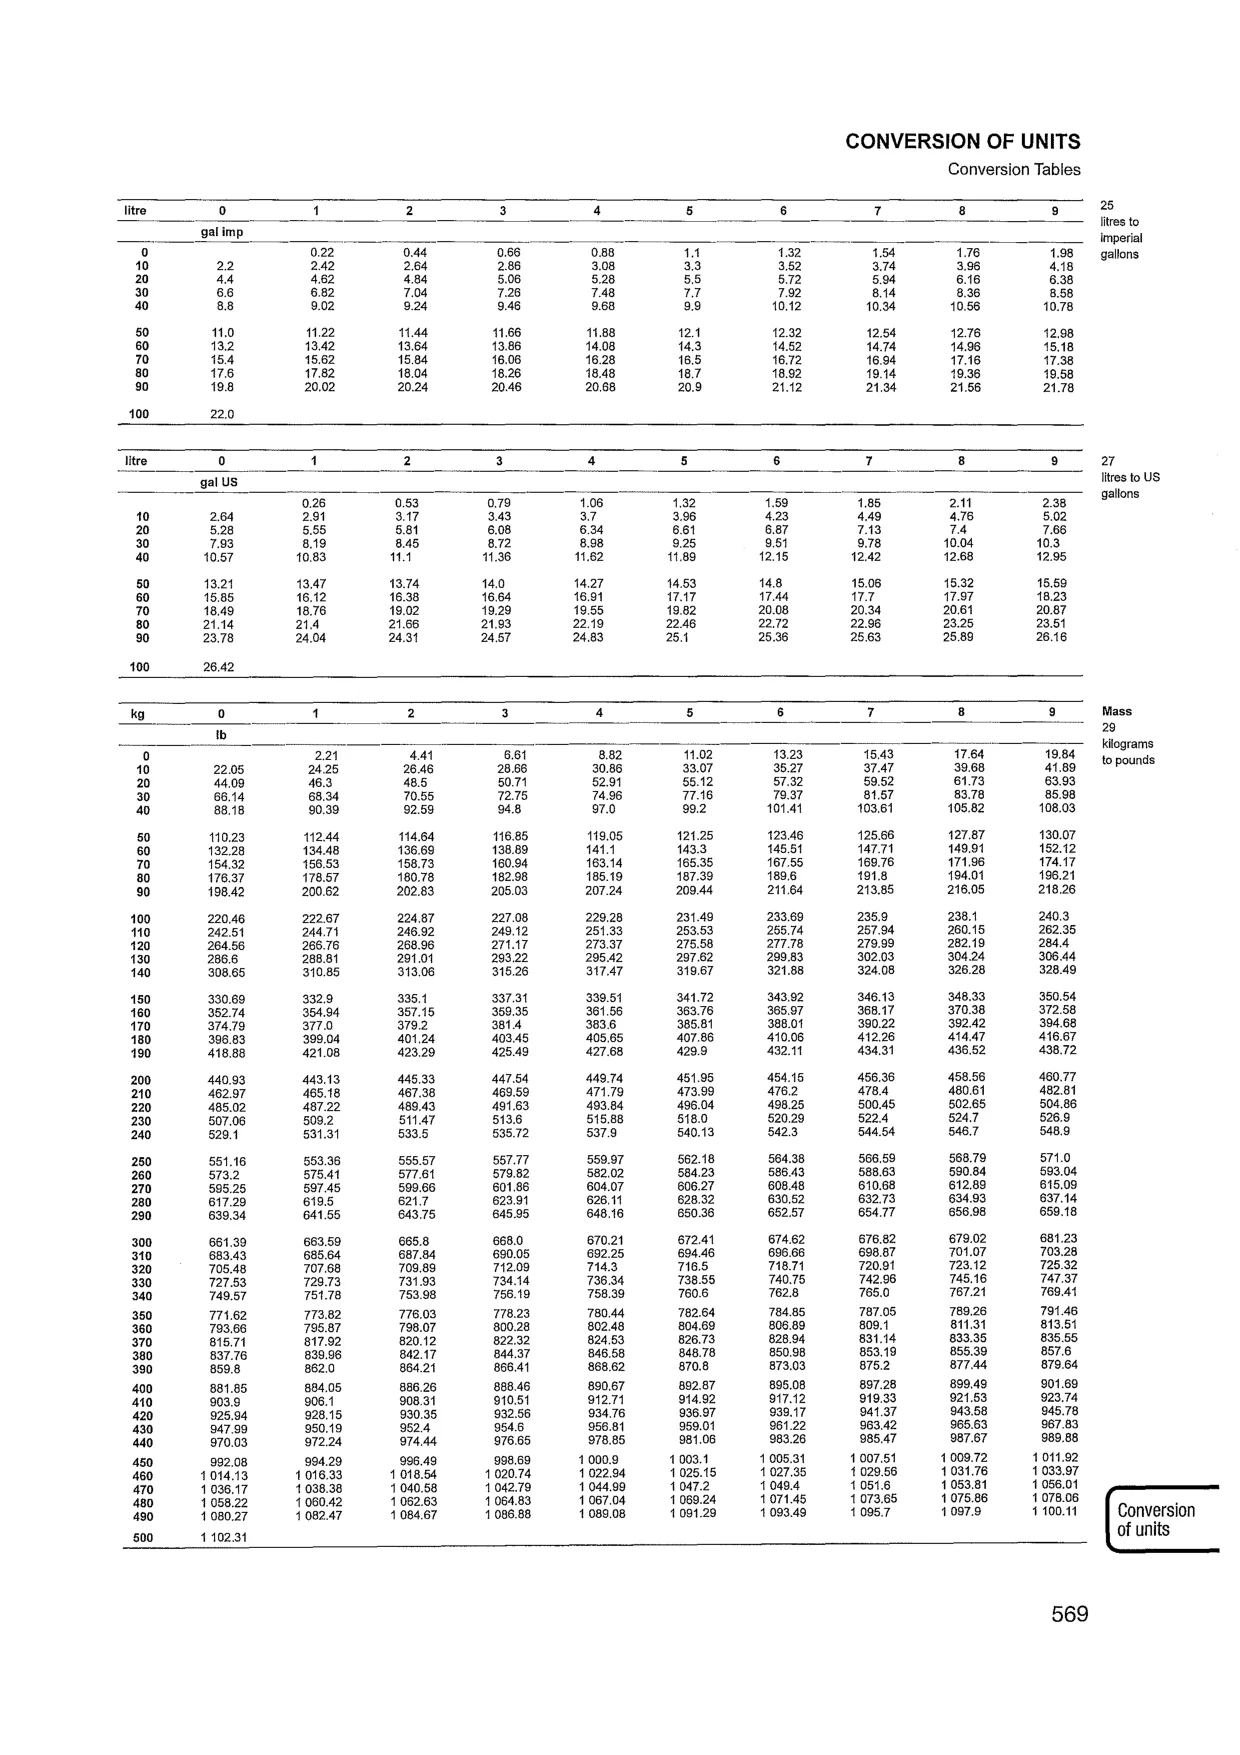 CONVERSION OF UNITS
Conversion Tables
litre 0 1 2 3 4 5 6 7 8 9
gal imp
0 0.22 0.44 0.66 0.88 1.1 1.32 1.54 1.76 1.98
10 2.2 2.42 2.64 2.86 3.08 3.3 3.52 3.74 3.96 4.18
20 4.4 4.62 4.84 5.06 5.28 5.5 5.72 5.94 6.16 6.38
30 6.6 6.82 7.04 7.26 7.48 7.7 7.92 8.14 8.36 8.58
40 8.8 9.02 9.24 9.46 9.68 9.9 10.12 10.34 10.56 10.78
50 11.0 11.22 11.44 11.66 11.88 12.1 12.32 12.54 12.76 12.98
60 13.2 13.42 13.64 13.86 14.08 14.3 14.52 14.74 14.96 15.18
70 15.4 15.62 15.84 16.06 16.28 16.5 16.72 16.94 17.16 17.38
80 17.6 17.82 18.04 18.26 18.48 18.7 18.92 19.14 19.36 19.58
90 19.8 20.02 20.24 20.46 20.68 20.9 21.12 21.34 21.56 21.78
100 22.0
25
litres to
imperial
gallons
litre 0 1 2 3 4 5 6 7 8 9
gal US
0.26 0.53 0.79 1.06 1.32 1.59 1.85 2.11 2.38
10 2.64 2.91 3.17 3.43 3.7 3.96 4.23 4.49 4.76 5.02
20 5.28 5.55 5.81 6.08 6.34 6.61 6.87 7.13 7.4 7.66
30 7.93 8.19 8.45 8.72 8.98 9.25 9.51 9.78 10.04 10.3
40 10.57 10.83 11.1 11.36 11.62 11.89 12.15 12.42 12.68 12.95
50 13.21 13.47 13.74 14.0 14.27 14.53 14.8 15.06 15.32 15.59
60 15.85 16.12 16.38 16.64 16.91 17.17 17.44 17.7 17.97 18.23
70 18.49 18.76 19.02 19.29 19.55 19.82 20.08 20.34 20.61 20.87
80 21.14 21.4 21.66 21.93 22.19 22.46 22.72 22.96 23.25 23.51
90 23.78 24.04 24.31 24.57 24.83 25.1 25.36 25.63 25.89 26.16
100 26.42
27
litres to US
gallons
kg 0 1 2 3 4 5 6 7 8 9
lb
0 2.21 4.41 6.61 8.82 11.02 13.23 15.43 17.64 19.84
10 22.05 24.25 26.46 28.66 30.86 33.07 35.27 37.47 39.68 41.89
20 44.09 46.3 48.5 50.71 52.91 55.12 57.32 59.52 61.73 63.93
30 66.14 68.34 70.55 72.75 74.96 77.16 79.37 81.57 83.78 85.98
40 88.18 90.39 92.59 94.8 97.0 99.2 101.41 103.61 105.82 108.03
50 110.23 112.44 114.64 116.85 119.05 121.25 123.46 125.66 127.87 130.07
60 132.28 134.48 136.69 138.89 141.1 143.3 145.51 147.71 149.91 152.12
70 154.32 156.53 158.73 160.94 163.14 165.35 167.55 169.76 171.96 174.17
80 176.37 178.57 180.78 182.98 185.19 187.39 189.6 191.8 194.01 196.21
90 198.42 200.62 202.83 205.03 207.24 209.44 211.64 213.85 216.05 218.26
100 220.46 222.67 224.87 227.08 229.28 231.49 233.69 235.9 238.1 240.3
110 242.51 244.71 246.92 249.12 251.33 253.53 255.74 257.94 260.15 262.35
120 264.56 266.76 268.96 271.17 273.37 275.58 277.78 279.99 282.19 284.4
130 286.6 288.81 291.01 293.22 295.42 297.62 299.83 302.03 304.24 306.44
140 308.65 310.85 313.06 315.26 317.47 319.67 321.88 324.08 326.28 328.49
150 330.69 332.9 335.1 337.31 339.51 341.72 343.92 346.13 348.33 350.54
160 352.74 354.94 357.15 359.35 361.56 363.76 365.97 368.17 370.38 372.58
170 374.79 377.0 379.2 381.4 383.6 385.81 388.01 390.22 392.42 394.68
180 396.83 399.04 401.24 403.45 405.65 407.86 410.06 412.26 414.47 416.67
190 418.88 421.08 423.29 425.49 427.68 429.9 432.11 434.31 436.52 438.72
200 440.93 443.13 445.33 447.54 449.74 451.95 454.15 456.36 458.56 460.77
210 462.97 465.18 467.38 469.59 471.79 473.99 476.2 478.4 480.61 482.81
220 485.02 487.22 489.43 491.63 493.84 496.04 498.25 500.45 502.65 504.86
230 507.06 509.2 511.47 513.6 515.88 518.0 520.29 522.4 524.7 526.9
240 529.1 531.31 533.5 535.72 537.9 540.13 542.3 544.54 546.7 548.9
250 551.16 553.36 555.57 557.77 559.97 562.18 564.38 566.59 568.79 571.0
260 573.2 575.41 577.61 579.82 582.02 584.23 586.43 588.63 590.84 593.04
270 595.25 597.45 599.66 601.86 604.07 606.27 608.48 610.68 612.89 615.09
280 617.29 619.5 621.7 623.91 626.11 628.32 630.52 632.73 634.93 637.14
290 639.34 641.55 643.75 645.95 648.16 650.36 652.57 654.77 656.98 659.18
300 661.39 663.59 665.8 668.0 670.21 672.41 674.62 676.82 679.02 681.23
310 683.43 685.64 687.84 690.05 692.25 694.46 696.66 698.87 701.07 703.28
320 705.48 707.68 709.89 712.09 714.3 716.5 718.71 720.91 723.12 725.32
330 727.53 729.73 731.93 734.14 736.34 738.55 740.75 742.96 745.16 747.37
340 749.57 751.78 753.98 756.19 758.39 760.6 762.8 765.0 767.21 769.41
350 771.62 773.82 776.03 778.23 780.44 782.64 784.85 787.05 789.26 791.46
360 793.66 795.87 798.07 800.28 802.48 804.69 806.89 809.1 811.31 813.51
370 815.71 817.92 820.12 822.32 824.53 826.73 828.94 831.14 833.35 835.55
380 837.76 839.96 842.17 844.37 846.58 848.78 850.98 853.19 855.39 857.6
390 859.8 862.0 864.21 866.41 868.62 870.8 873.03 875.2 877.44 879.64
400 881.85 884.05 886.26 888.46 890.67 892.87 895.08 897.28 899.49 901.69
410 903.9 906.1 908.31 910.51 912.71 914.92 917.12 919.33 921.53 923.74
420 925.94 928.15 930.35 932.56 934.76 936.97 939.17 941.37 943.58 945.78
430 947.99 950.19 952.4 954.6 956.81 959.01 961.22 963.42 965.63 967.83
440 970.03 972.24 974.44 976.65 978.85 981.06 983.26 985.47 987.67 989.88
450 992.08 994.29 996.49 998.69 1 000.9 1 003.1 1 005.31 1 007.51 1 009.72 1 011.92
460 1 014.13 1 016.33 1 018.54 1 020.74 1 022.94 1 025.15 1 027.35 1 029.56 1 031.76 1 033.97
470 1 036.17 1 038.38 1 040.58 1 042.79 1 044.99 1 047.2 1 049.4 1 051.6 1 053.81 1 056.01
480 1 058.22 1 060.42 1 062.63 1 064.83 1 067.04 1 069.24 1 071.45 1 073.65 1 075.86 1 078.06
490 1 080.27 1 082.47 1 084.67 1 086.88 1 089.08 1 091.29 1 093.49 1 095.7 1 097.9 1 100.11
500 1 102.31
Mass
29
kilograms
to pounds
Conversion
of units
569